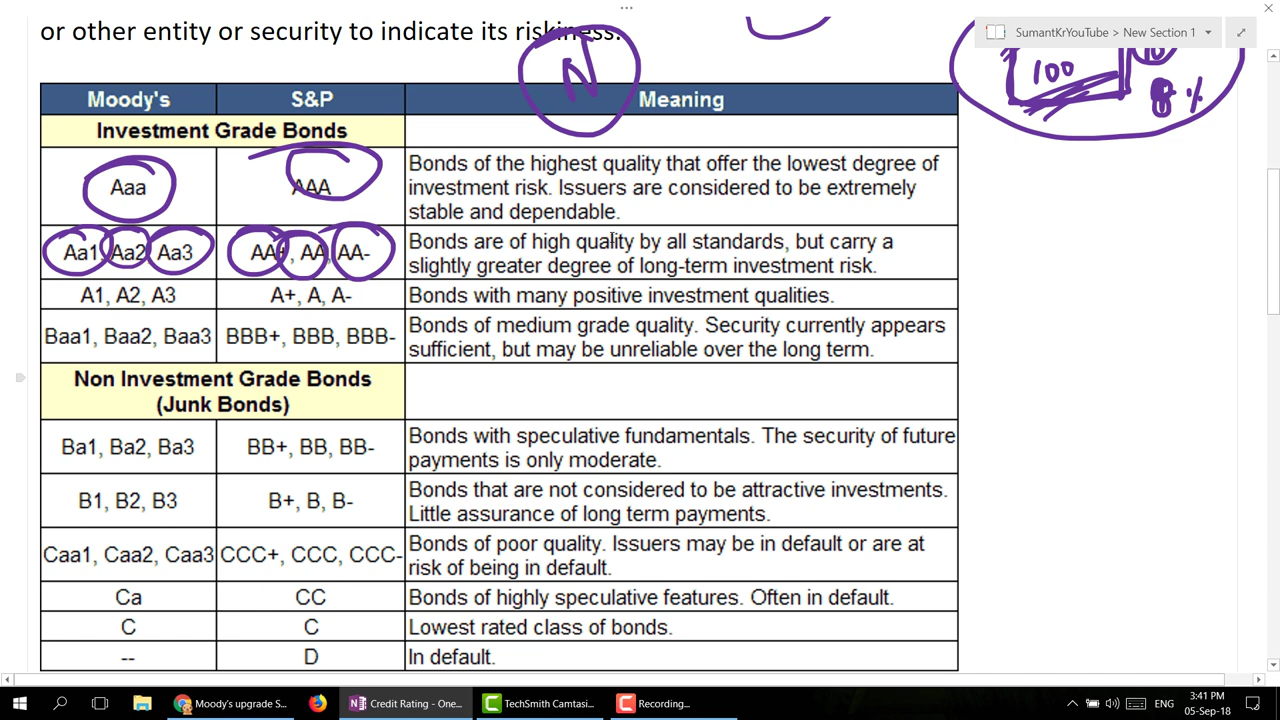 or other entity or security to indicate its riskiness.
SumantKrYouTube > New Section 1
N
100
10
8 %
Moody's S&P Meaning
Investment Grade Bonds
Aaa AAA Bonds of the highest quality that offer the lowest degree of
investment risk. Issuers are considered to be extremely
stable and dependable.
Aa1, Aa2, Aa3 AA+, AA, AA- Bonds are of high quality by all standards, but carry a
slightly greater degree of long-term investment risk.
A1, A2, A3 A+, A, A- Bonds with many positive investment qualities.
Baa1, Baa2, Baa3 BBB+, BBB, BBB- Bonds of medium grade quality. Security currently appears
sufficient, but may be unreliable over the long term.
Non Investment Grade Bonds
(Junk Bonds)
Ba1, Ba2, Ba3 BB+, BB, BB- Bonds with speculative fundamentals. The security of future
payments is only moderate.
B1, B2, B3 B+, B, B- Bonds that are not considered to be attractive investments.
Little assurance of long term payments.
Caa1, Caa2, Caa3 CCC+, CCC, CCC- Bonds of poor quality. Issuers may be in default or are at
risk of being in default.
Ca CC Bonds of highly speculative features. Often in default.
C C Lowest rated class of bonds.
-- D In default.
Moody's upgrade S... Credit Rating - One... TechSmith Camtasi... Recording... ENG 3:41 PM
05-Sep-18